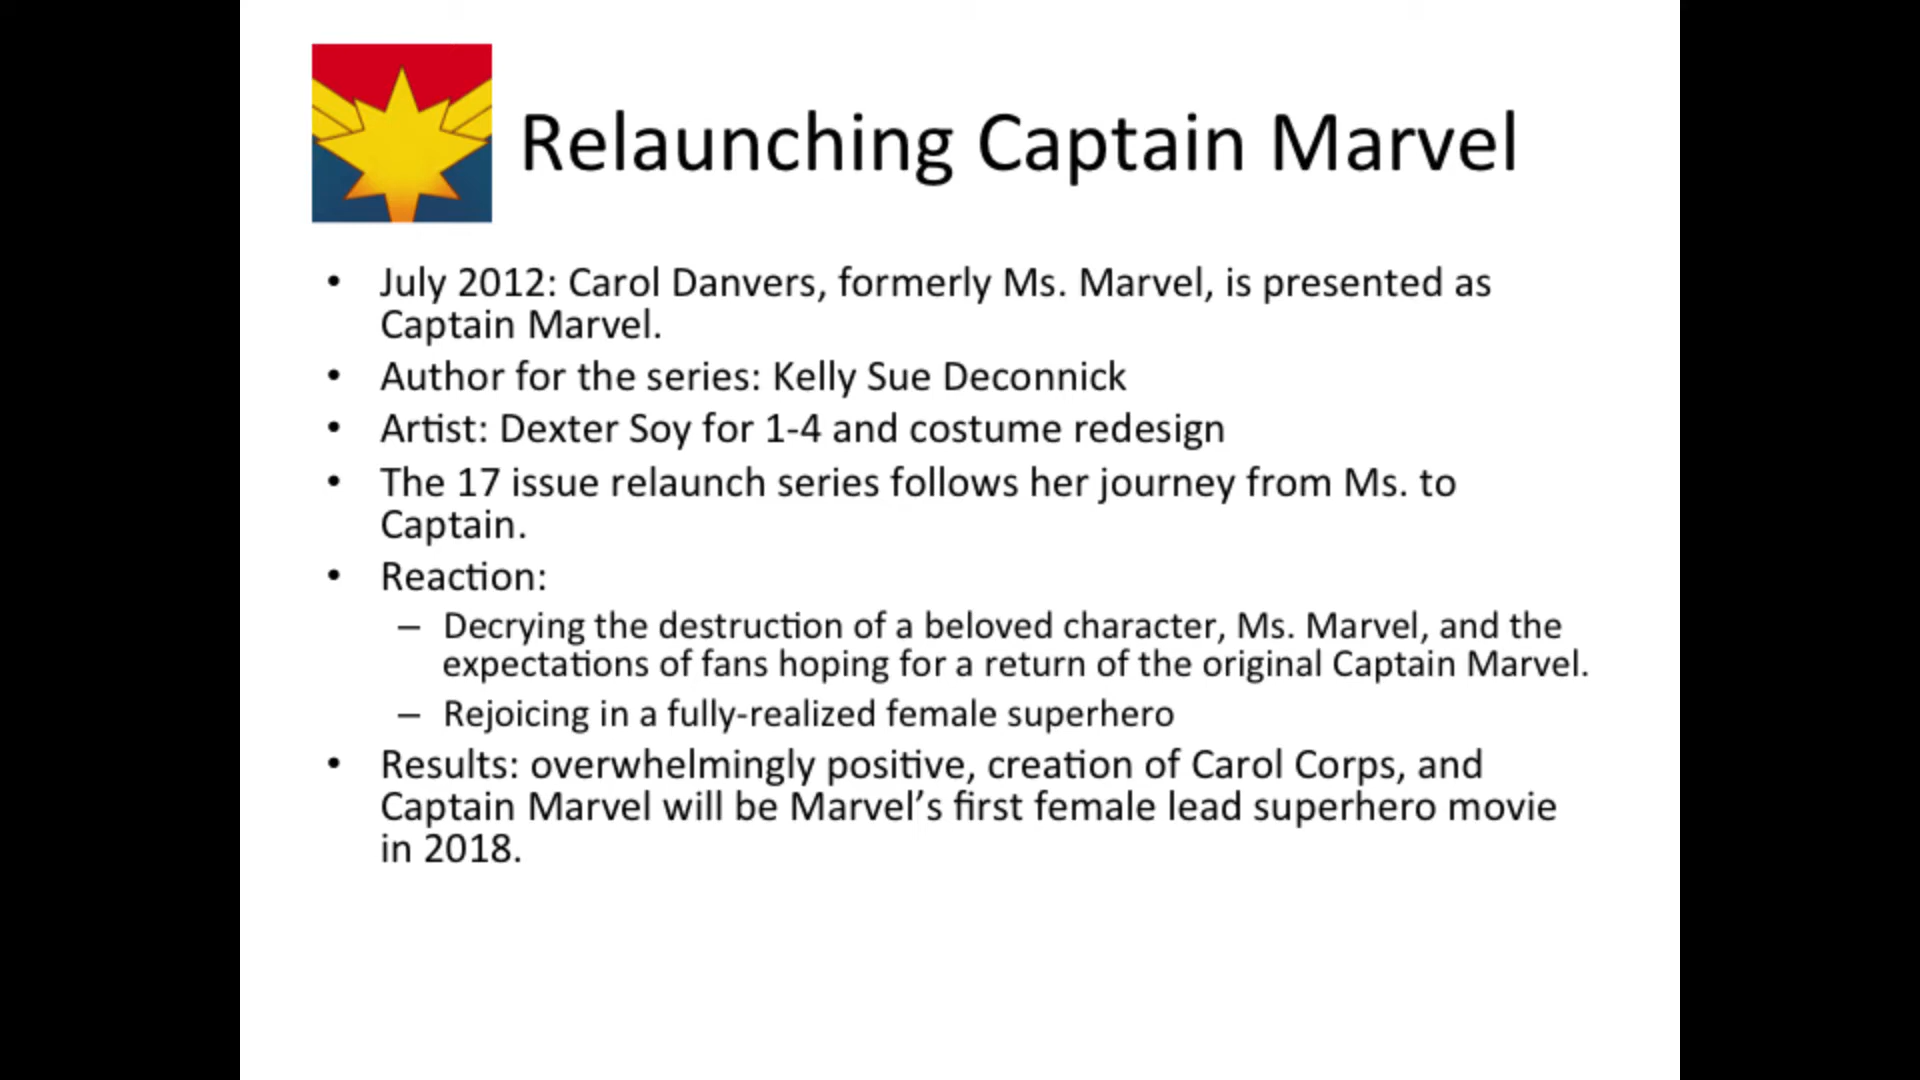 Relaunching Captain Marvel
• July 2012: Carol Danvers, formerly Ms. Marvel, is presented as
Captain Marvel.
• Author for the series: Kelly Sue Deconnick
• Artist: Dexter Soy for 1-4 and costume redesign
• The 17 issue relaunch series follows her journey from Ms. to
Captain.
• Reaction:
– Decrying the destruction of a beloved character, Ms. Marvel, and the
expectations of fans hoping for a return of the original Captain Marvel.
– Rejoicing in a fully-realized female superhero
• Results: overwhelmingly positive, creation of Carol Corps, and
Captain Marvel will be Marvel’s first female lead superhero movie
in 2018.